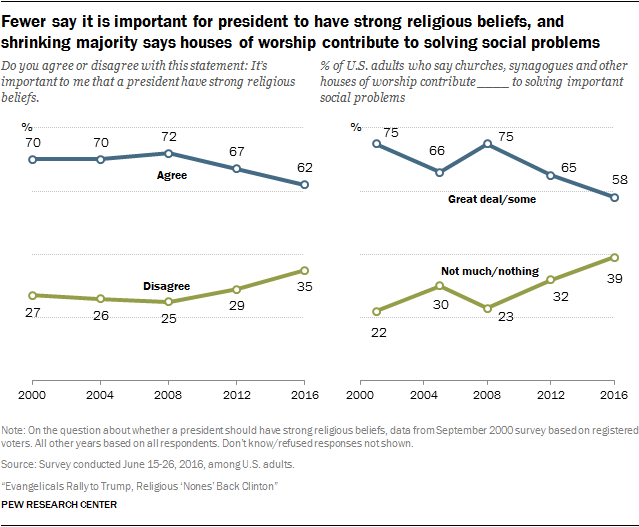 Fewer say it is important for president to have strong religious beliefs, and
shrinking majority says houses of worship contribute to solving social problems
Do you agree or disagree with this statement: It's
important to me that a president have strong religious
beliefs.
%
70 70 72 67 62
Agree
Disagree
27 26 25 29 35
2000 2004 2008 2012 2016
% of U.S. adults who say churches, synagogues and other
houses of worship contribute _____ to solving important
social problems
%
75 66 75 65 58
Great deal/some
Not much/nothing
22 30 23 32 39
2000 2004 2008 2012 2016
Note: On the question about whether a president should have strong religious beliefs, data from September 2000 survey based on registered
voters. All other years based on all respondents. Don't know/refused responses not shown.
Source: Survey conducted June 15-26, 2016, among U.S. adults.
"Evangelicals Rally to Trump, Religious 'Nones' Back Clinton"
PEW RESEARCH CENTER